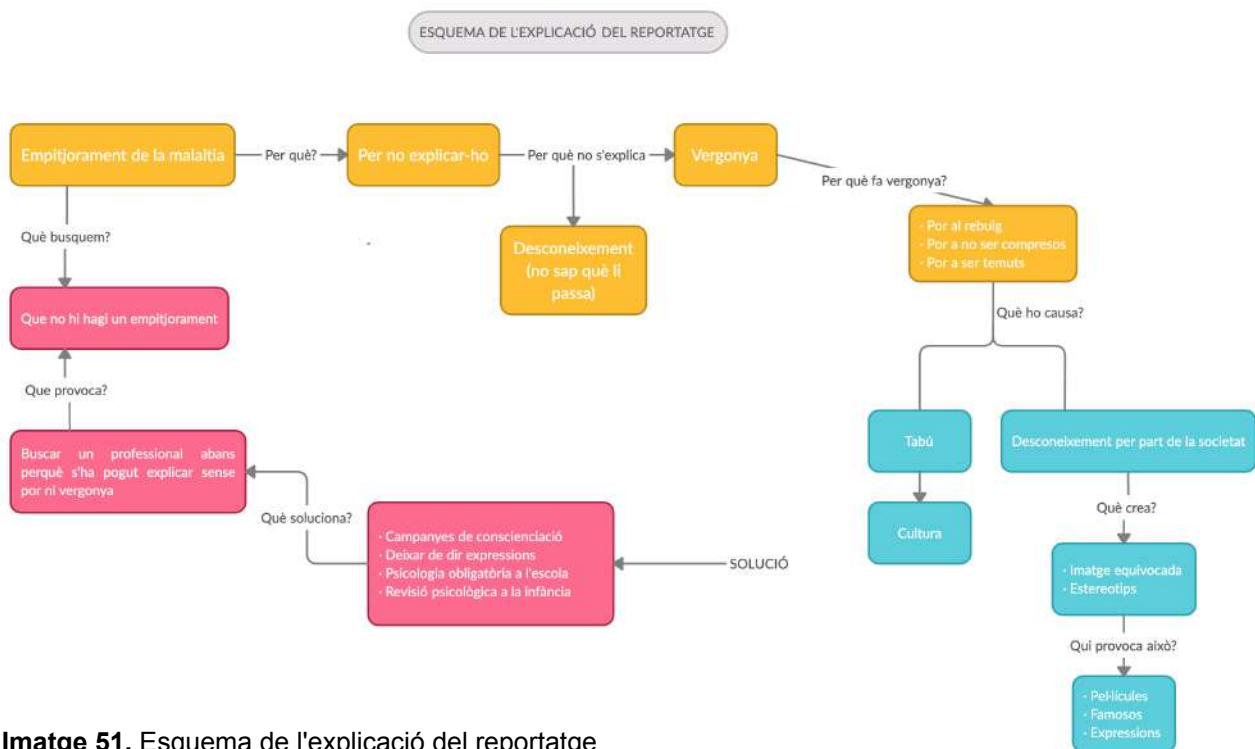 ESQUEMA DE L'EXPLICACIÓ DEL REPORTATGE
Empitjorament de la malaltia
Per què?
Per no explicar-ho
Per què no s'explica
Vergonya
Per què fa vergonya?
· Por al rebuig
· Por a no ser compresos
· Por a ser temuts
Què busquem?
Desconeixement
(no sap què li
passa)
Que no hi hagi un empitjorament
Què ho causa?
Que provoca?
Buscar un professional abans
perquè s'ha pogut explicar sense
por ni vergonya
Tabú
Desconeixement per part de la societat
Què soluciona?
Què crea?
· Campanyes de conscienciació
· Deixar de dir expressions
· Psicologia obligatòria a l'escola
· Revisió psicològica a la infància
SOLUCIÓ
Cultura
· Imatge equivocada
· Estereotips
Qui provoca això?
· Pel·lícules
· Famosos
· Expressions
Imatge 51. Esquema de l'explicació del reportatge